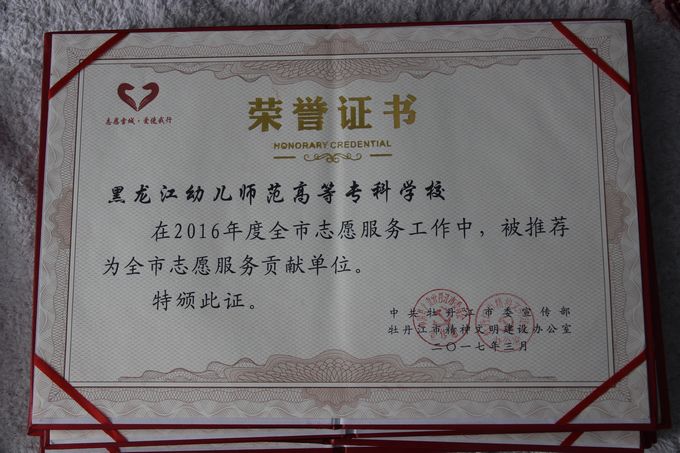 志愿雪城·爱使我行
荣誉证书
HONORARY CREDENTIAL
黑龙江幼儿师范高等专科学校
在2016年度全市志愿服务工作中，被推荐
为全市志愿服务贡献单位。
特颁此证。
中共牡丹江市委宣传部
牡丹江市精神文明建设办公室
二〇一七年三月